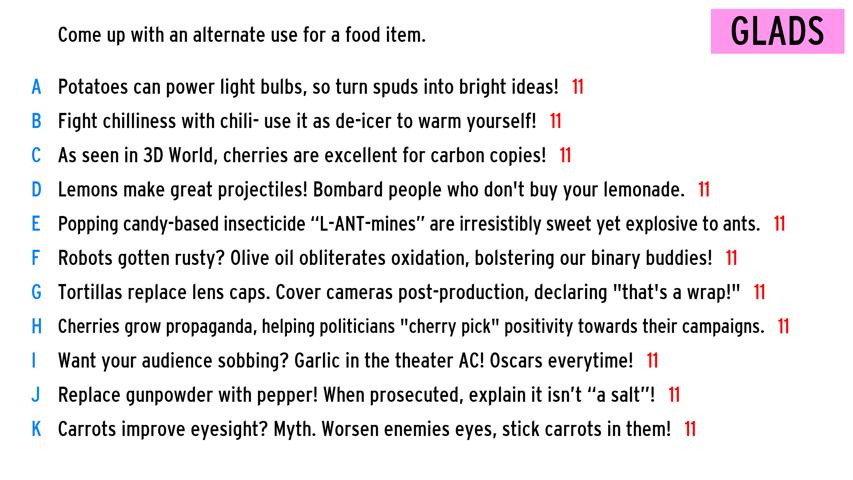 Come up with an alternate use for a food item.
GLADS
A Potatoes can power light bulbs, so turn spuds into bright ideas! 11
B Fight chilliness with chili- use it as de-icer to warm yourself! 11
C As seen in 3D World, cherries are excellent for carbon copies! 11
D Lemons make great projectiles! Bombard people who don't buy your lemonade. 11
E Popping candy-based insecticide “L-ANT-mines” are irresistibly sweet yet explosive to ants. 11
F Robots gotten rusty? Olive oil obliterates oxidation, bolstering our binary buddies! 11
G Tortillas replace lens caps. Cover cameras post-production, declaring "that's a wrap!" 11
H Cherries grow propaganda, helping politicians "cherry pick" positivity towards their campaigns. 11
I Want your audience sobbing? Garlic in the theater AC! Oscars everytime! 11
J Replace gunpowder with pepper! When prosecuted, explain it isn’t “a salt”! 11
K Carrots improve eyesight? Myth. Worsen enemies eyes, stick carrots in them! 11